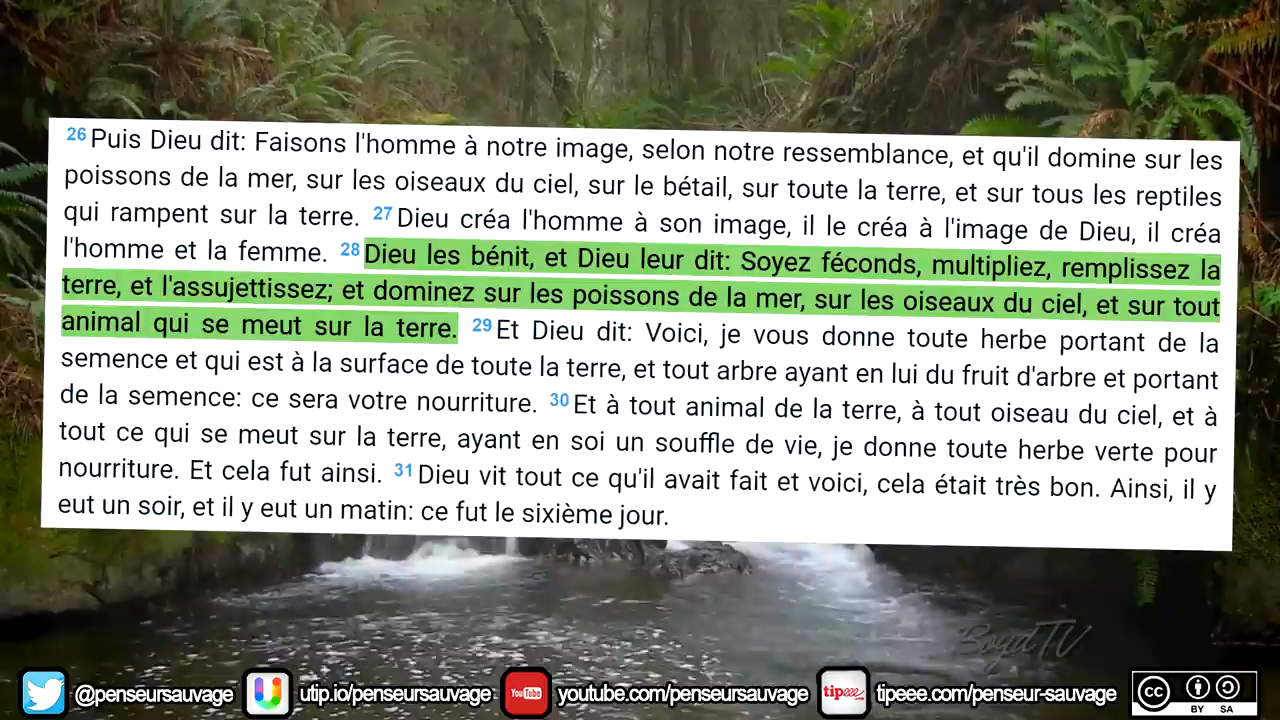 26 Puis Dieu dit: Faisons l'homme à notre image, selon notre ressemblance, et qu'il domine sur les
poissons de la mer, sur les oiseaux du ciel, sur le bétail, sur toute la terre, et sur tous les reptiles
qui rampent sur la terre. 27 Dieu créa l'homme à son image, il le créa à l'image de Dieu, il créa
l'homme et la femme. 28 Dieu les bénit, et Dieu leur dit: Soyez féconds, multipliez, remplissez la
terre, et l'assujettissez; et dominez sur les poissons de la mer, sur les oiseaux du ciel, et sur tout
animal qui se meut sur la terre. 29 Et Dieu dit: Voici, je vous donne toute herbe portant de la
semence et qui est à la surface de toute la terre, et tout arbre ayant en lui du fruit d'arbre et portant
de la semence: ce sera votre nourriture. 30 Et à tout animal de la terre, à tout oiseau du ciel, et à
tout ce qui se meut sur la terre, ayant en soi un souffle de vie, je donne toute herbe verte pour
nourriture. Et cela fut ainsi. 31 Dieu vit tout ce qu'il avait fait et voici, cela était très bon. Ainsi, il y
eut un soir, et il y eut un matin: ce fut le sixième jour.
BoydTV
@penseursauvage utip.io/penseursauvage YouTube youtube.com/penseursauvage tipeee tipeee.com/penseur-sauvage cc
BY SA